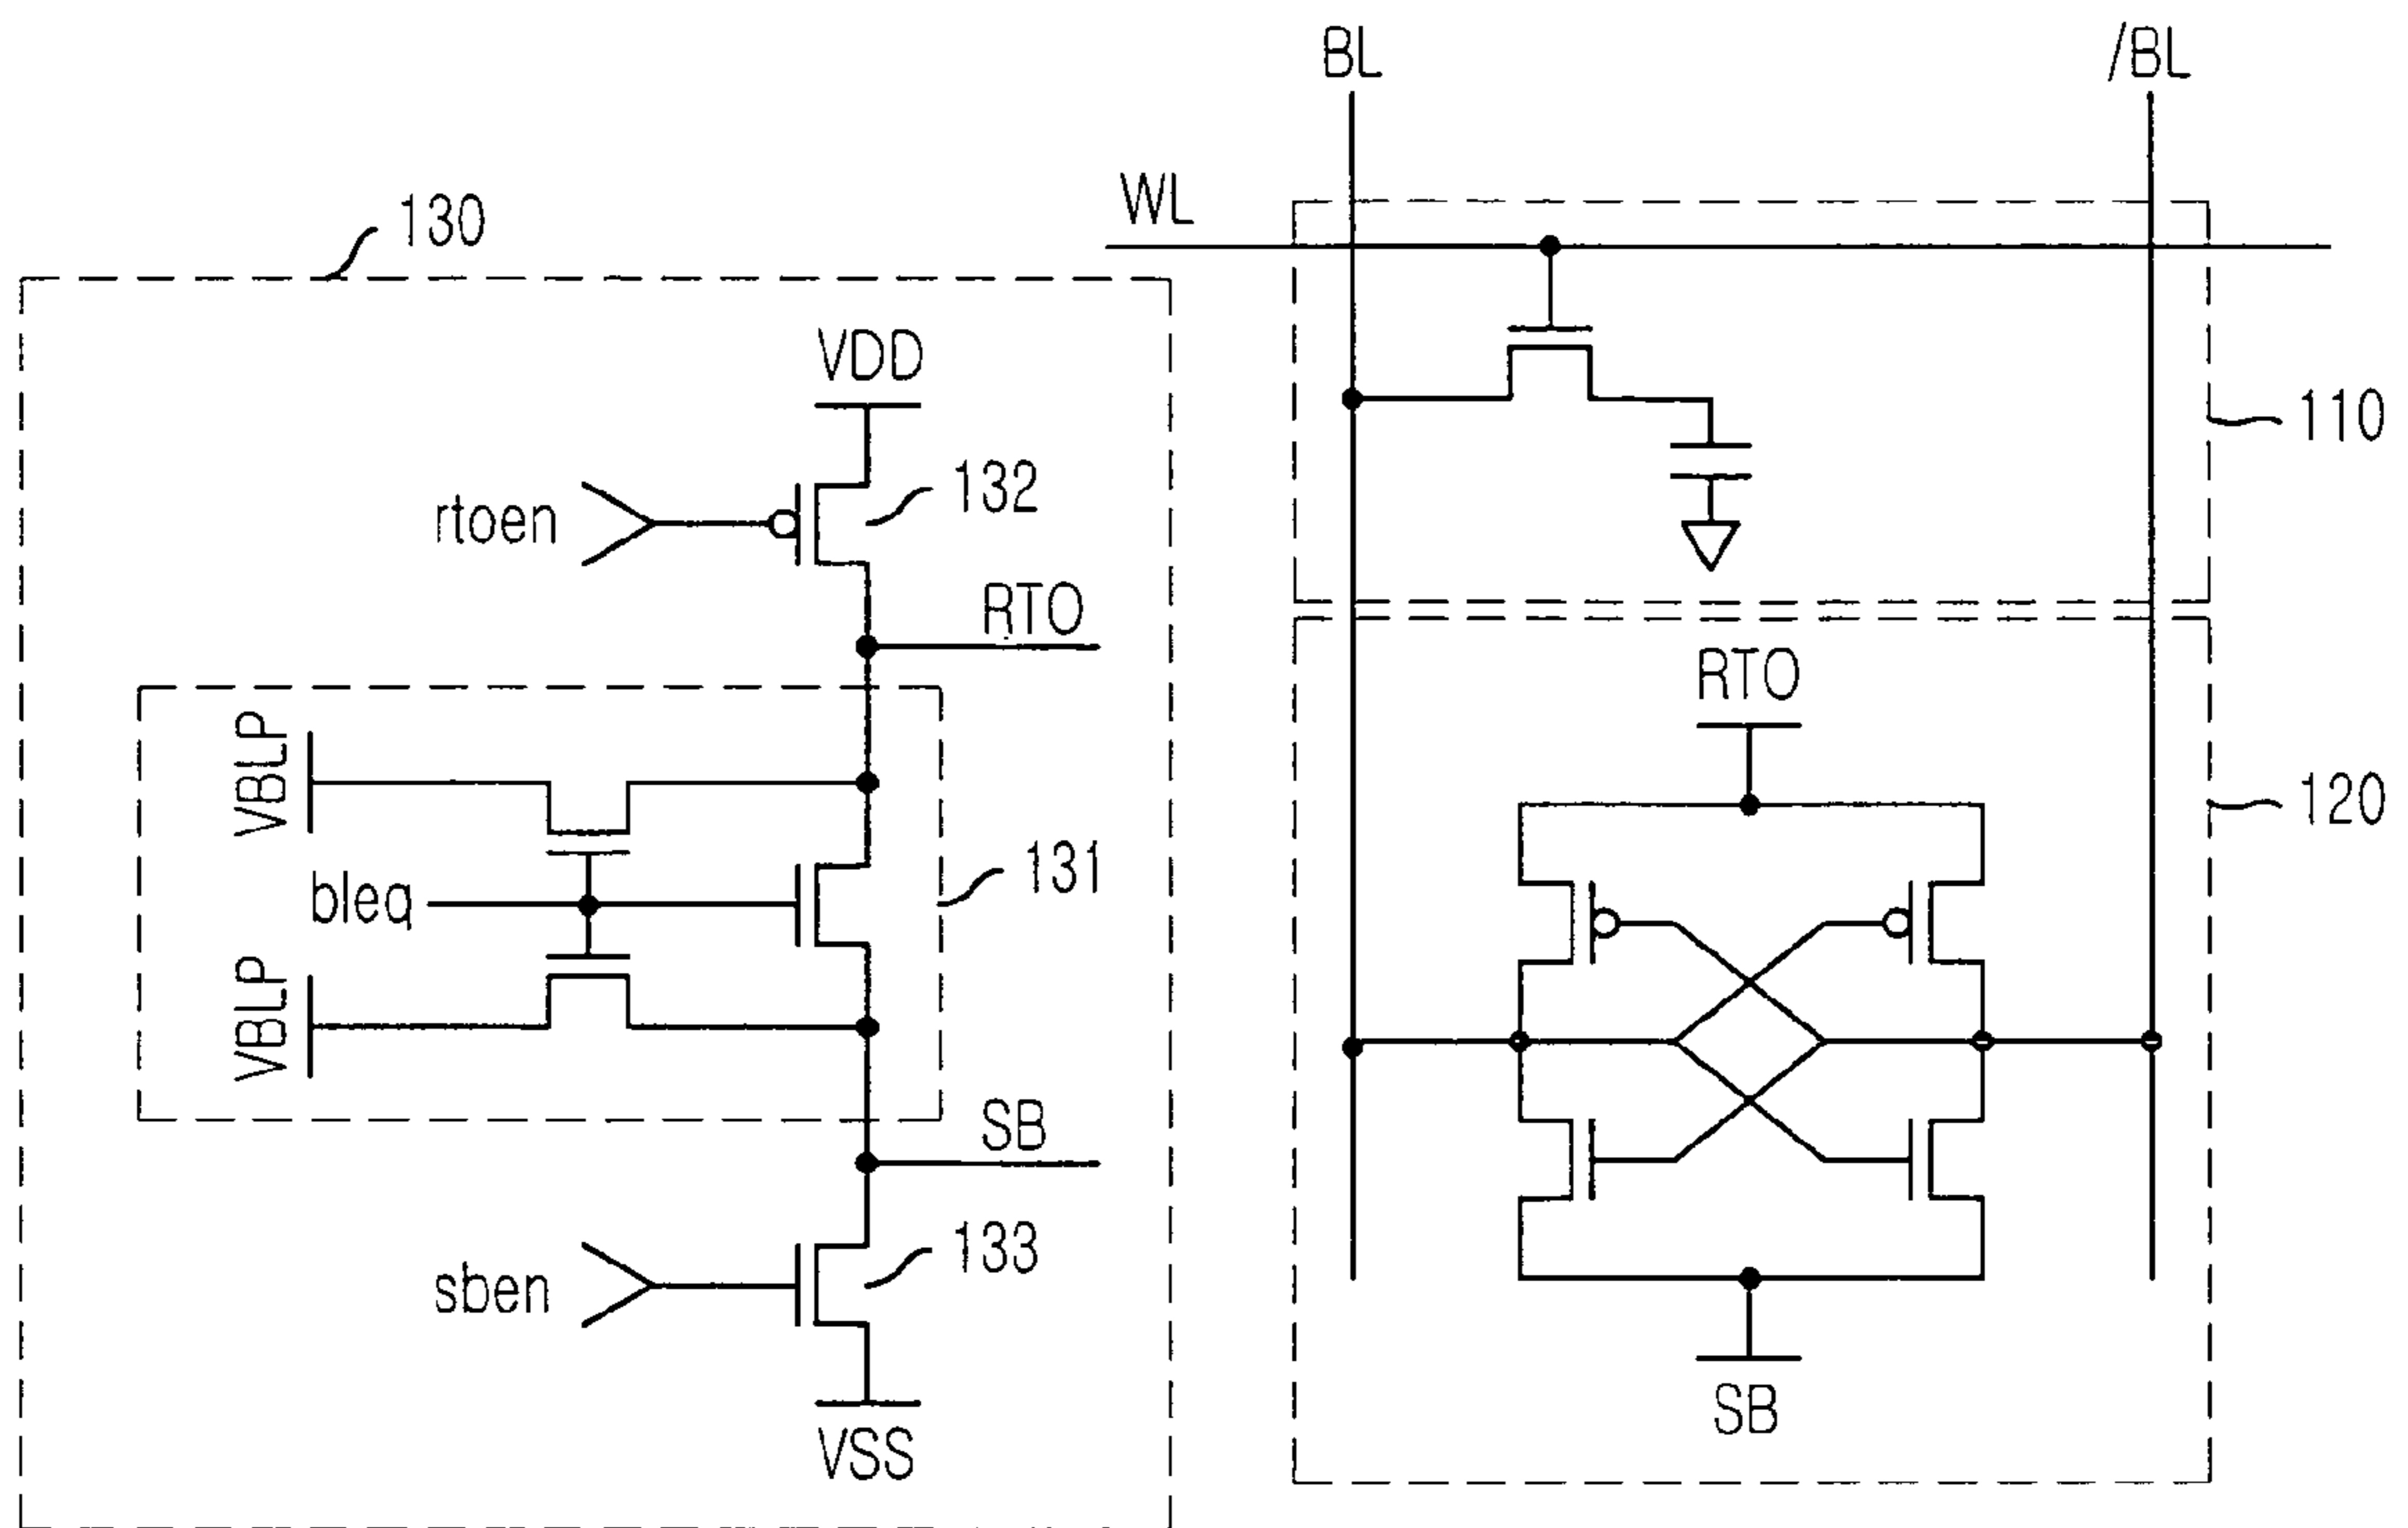 BL
/BL
WL
130
VDD
132
rtoen
RTO
110
RTO
VBLP
120
131
bleq
VBLP
SB
133
sben
SB
VSS